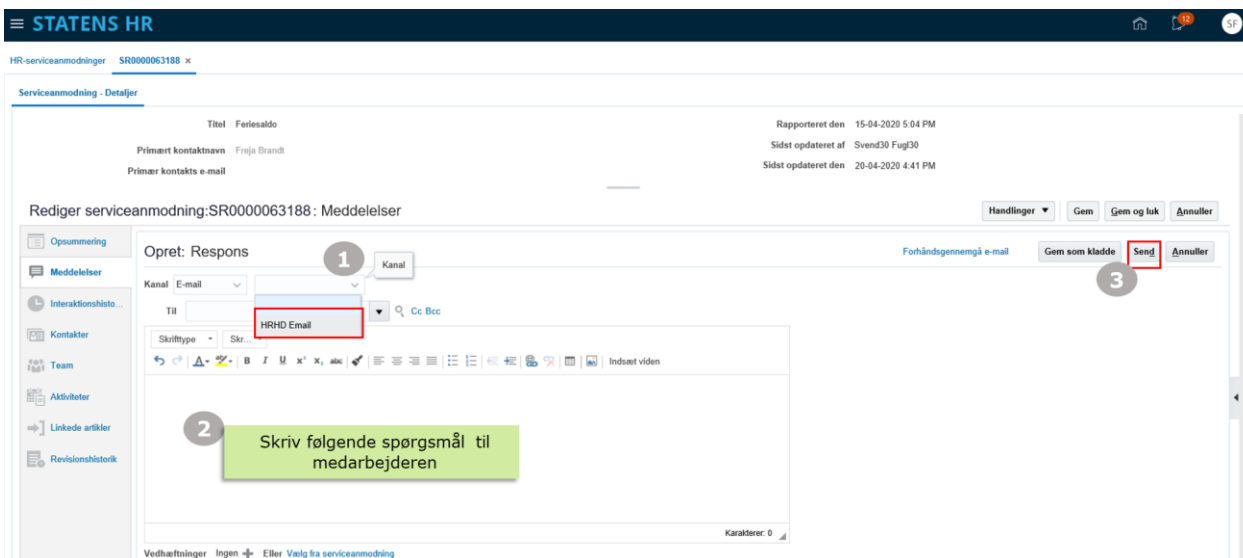 STATENS HR
12
SF
HR-serviceanmodninger SR0000063188 ×
Serviceanmodning - Detaljer
Titel Feriesaldo
Rapporteret den 15-04-2020 5:04 PM
Primært kontaktnavn Freja Brandt
Sidst opdateret af Svend30 Fugl30
Primær kontakts e-mail
Sidst opdateret den 20-04-2020 4:41 PM
Rediger serviceanmodning:SR0000063188 : Meddelelser
Handlinger Gem Gem og luk Annuller
Opsummering
Meddelelser
Interaktionshisto...
Kontakter
Team
Aktiviteter
Linkede artikler
Revisionshistorik
Opret: Respons
Forhåndsgennemgå e-mail Gem som kladde Send Annuller
1
Kanal
3
Kanal E-mail
Til
Cc Bcc
HRHD Email
Skrifttype Skr...
A B I U x² x₂ abc Indsæt viden
2
Skriv følgende spørgsmål til
medarbejderen
Karakterer: 0
Vedhæftninger Ingen Eller Vælg fra serviceanmodning